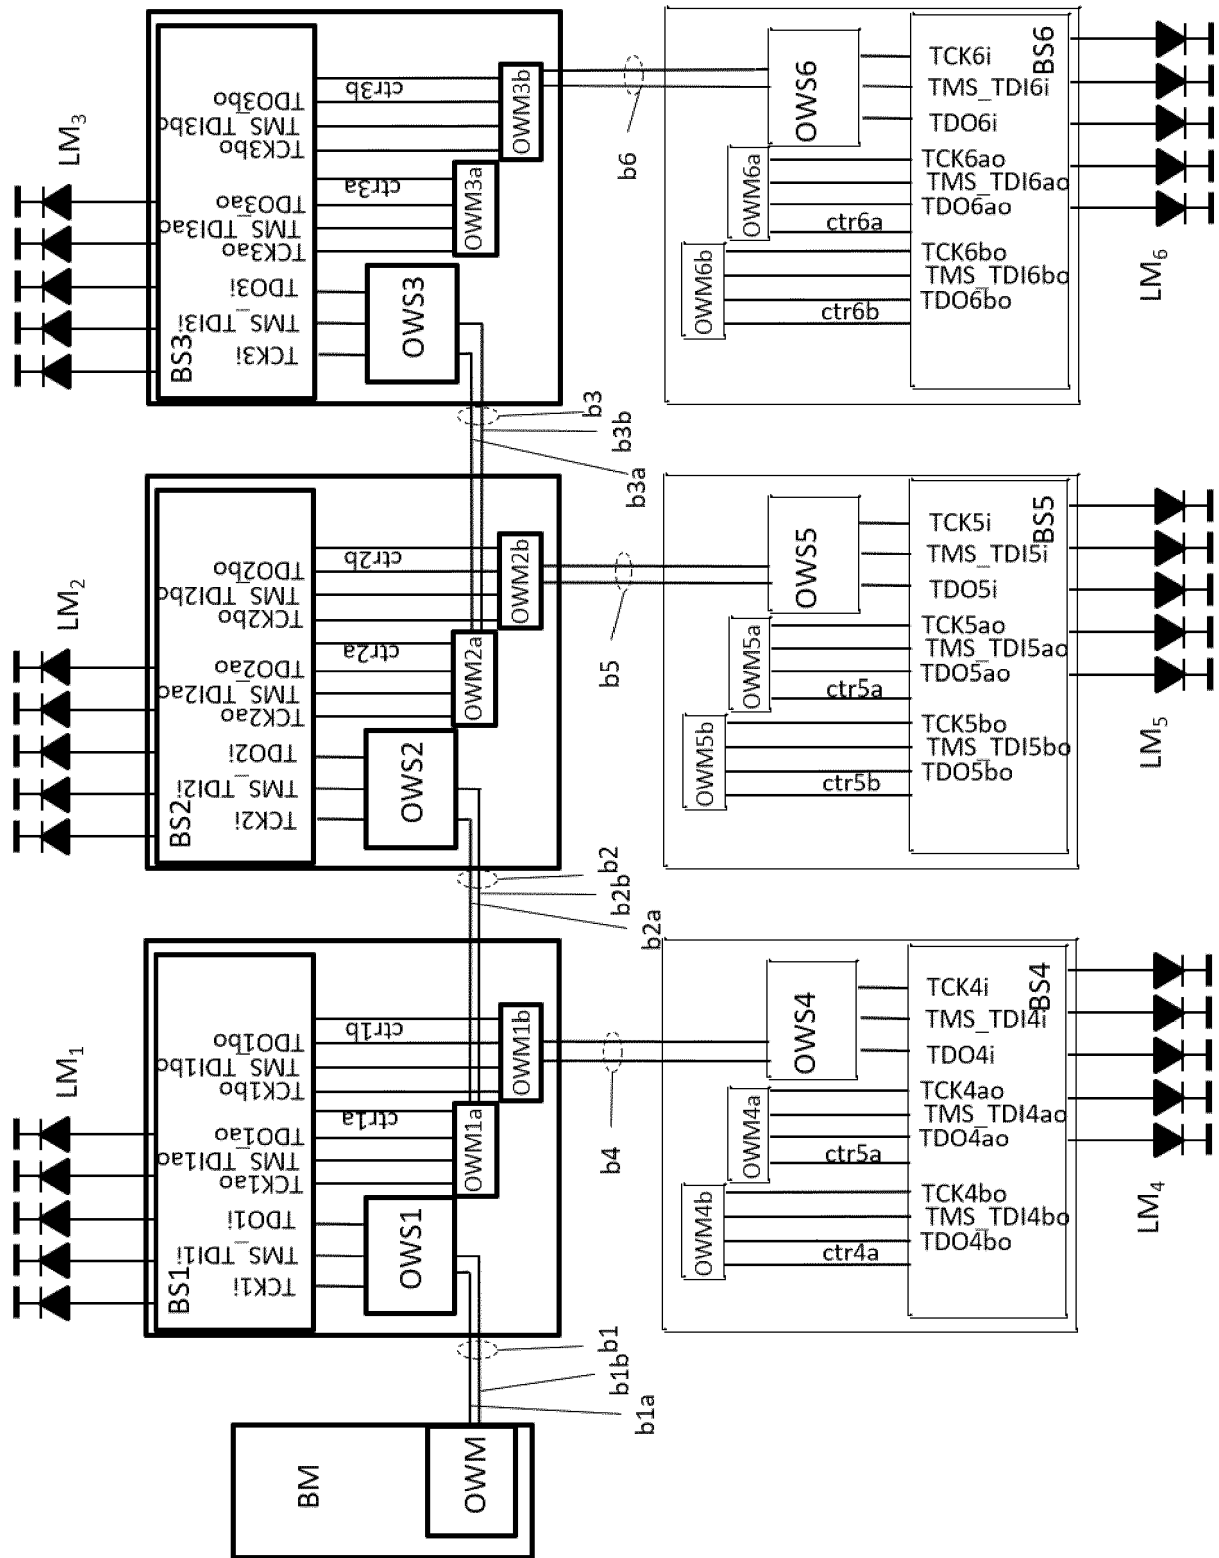 LM3
BS3
TDO3bo
TMS_TDI3bo
TCK3bo
ctr3b
TDO3ao
TMS_TDI3ao
TCK3ao
ctr3a
TDO3i
TMS_TDI3i
TCK3i
OWM3b
OWM3a
OWS3
b3
b3b
b3a
b6
OWS6
TCK6i
TMS_TDI6i
TDO6i
BS6
OWM6a
TCK6ao
TMS_TDI6ao
TDO6ao
ctr6a
OWM6b
TCK6bo
TMS_TDI6bo
TDO6bo
ctr6b
LM6
LM2
BS2
TDO2bo
TMS_TDI2bo
TCK2bo
ctr2b
TDO2ao
TMS_TDI2ao
TCK2ao
ctr2a
TDO2i
TMS_TDI2i
TCK2i
OWM2b
OWM2a
OWS2
b2
b2b
b2a
b5
OWS5
TCK5i
TMS_TDI5i
TDO5i
BS5
OWM5a
TCK5ao
TMS_TDI5ao
TDO5ao
ctr5a
OWM5b
TCK5bo
TMS_TDI5bo
TDO5bo
ctr5b
LM5
LM1
BS1
TDO1bo
TMS_TDI1bo
TCK1bo
ctr1b
TDO1ao
TMS_TDI1ao
TCK1ao
ctr1a
TDO1i
TMS_TDI1i
TCK1i
OWM1b
OWM1a
OWS1
b1
b1b
b1a
b4
OWS4
TCK4i
TMS_TDI4i
TDO4i
BS4
OWM4a
TCK4ao
TMS_TDI4ao
TDO4ao
ctr5a
OWM4b
TCK4bo
TMS_TDI4bo
TDO4bo
ctr4a
LM4
BM
OWM